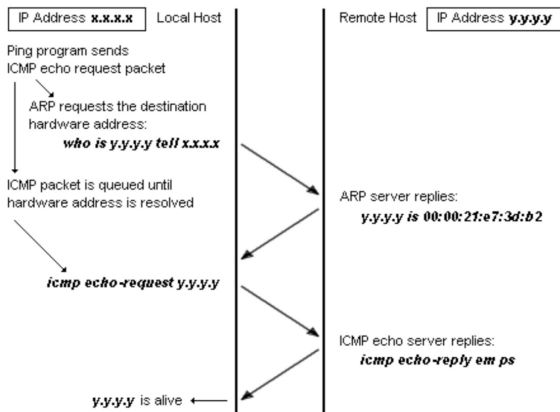 IP Address x.x.x.x
Local Host
Remote Host
IP Address y.y.y.y
Ping program sends
ICMP echo request packet
ARP requests the destination
hardware address:
who is y.y.y.y tell x.x.x.x
ICMP packet is queued until
hardware address is resolved
ARP server replies:
y.y.y.y is 00:00:21:e7:3d:b2
icmp echo-request y.y.y.y
ICMP echo server replies:
icmp echo-reply em ps
y.y.y.y is alive